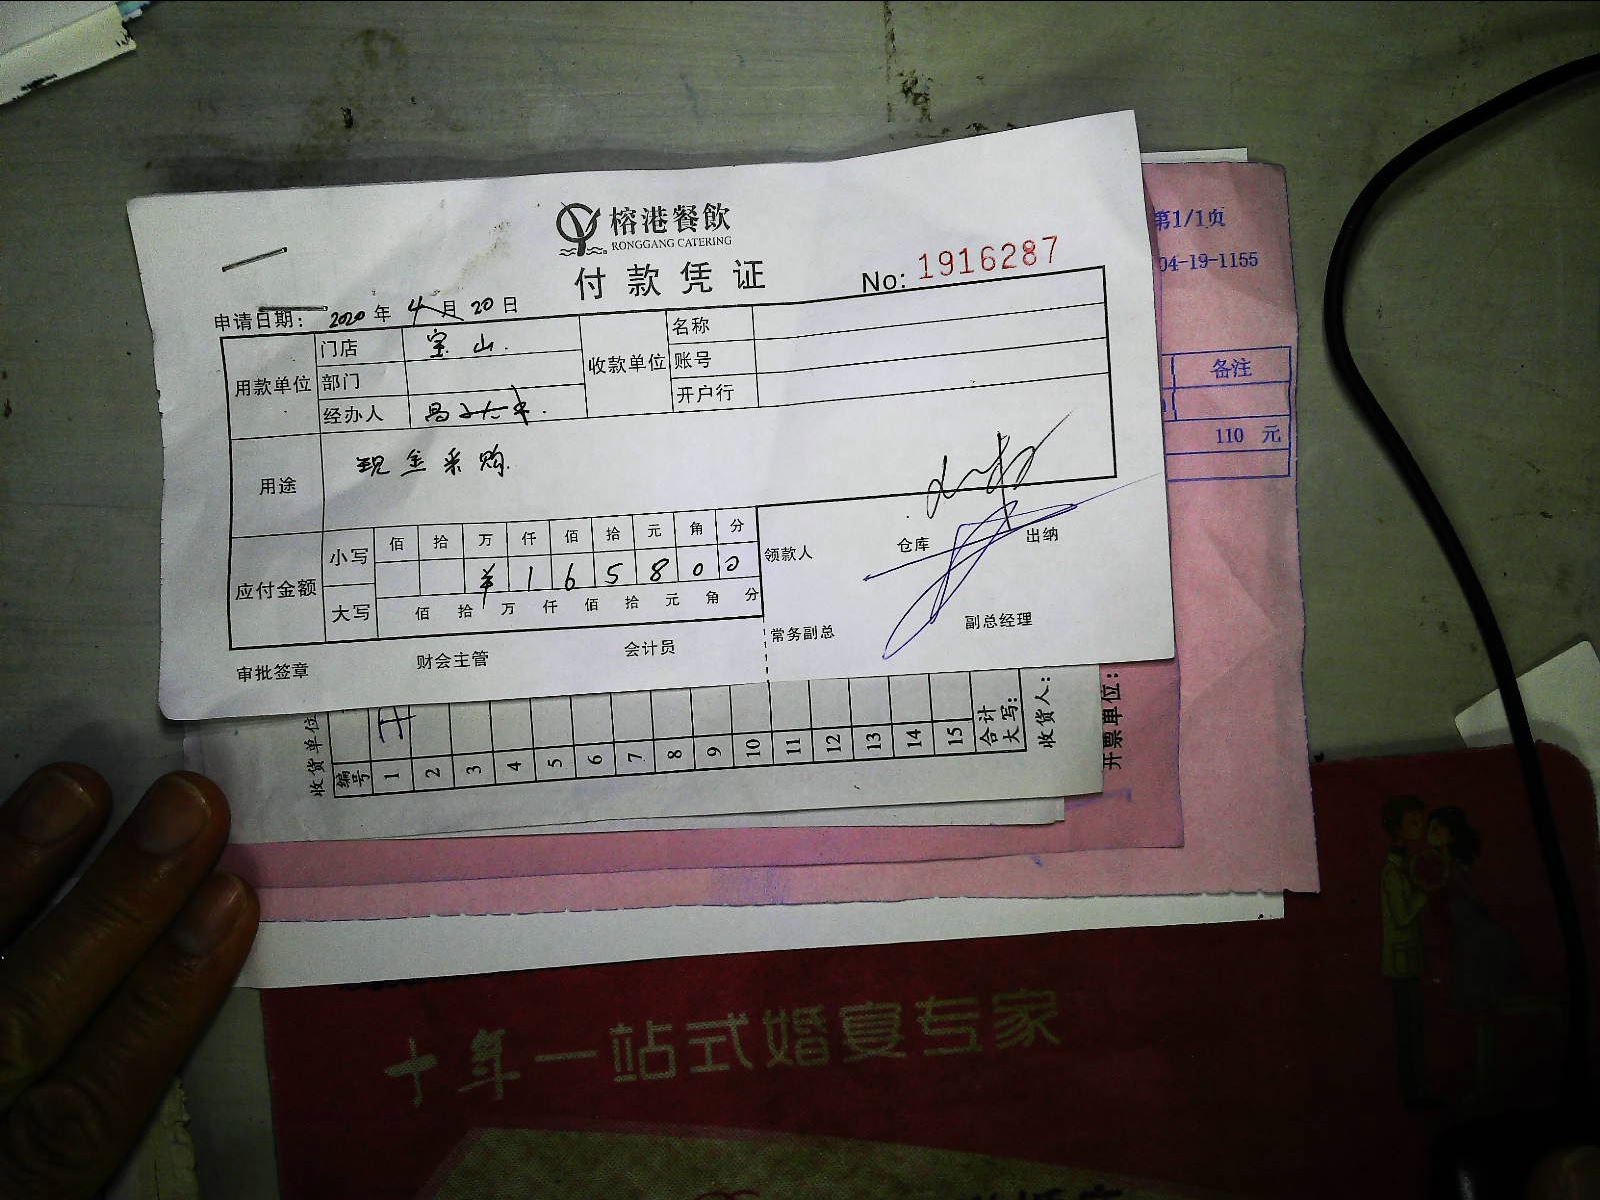 榕港餐飲
RONGGANG CATERING
付款凭证
No: 1916287
申请日期: 2020 年 4 月 20 日
用款单位
门店 宝山
部门
经办人
收款单位
名称
账号
开户行
用途 现金采购
应付金额
小写 佰 拾 万 仟 佰 拾 元 角 分
¥ 1 6 5 8 0 0
大写 佰 拾 万 仟 佰 拾 元 角 分
领款人 仓库 出纳
审批签章 财会主管 会计员 常务副总 副总经理
第1/1页
04-19-1155
备注
110 元
收货单位
编号 1 2 3 4 5 6 7 8 9 10 11 12 13 14 15
合计
大写:
收货人:
开票单位:
十年一站式婚宴专家